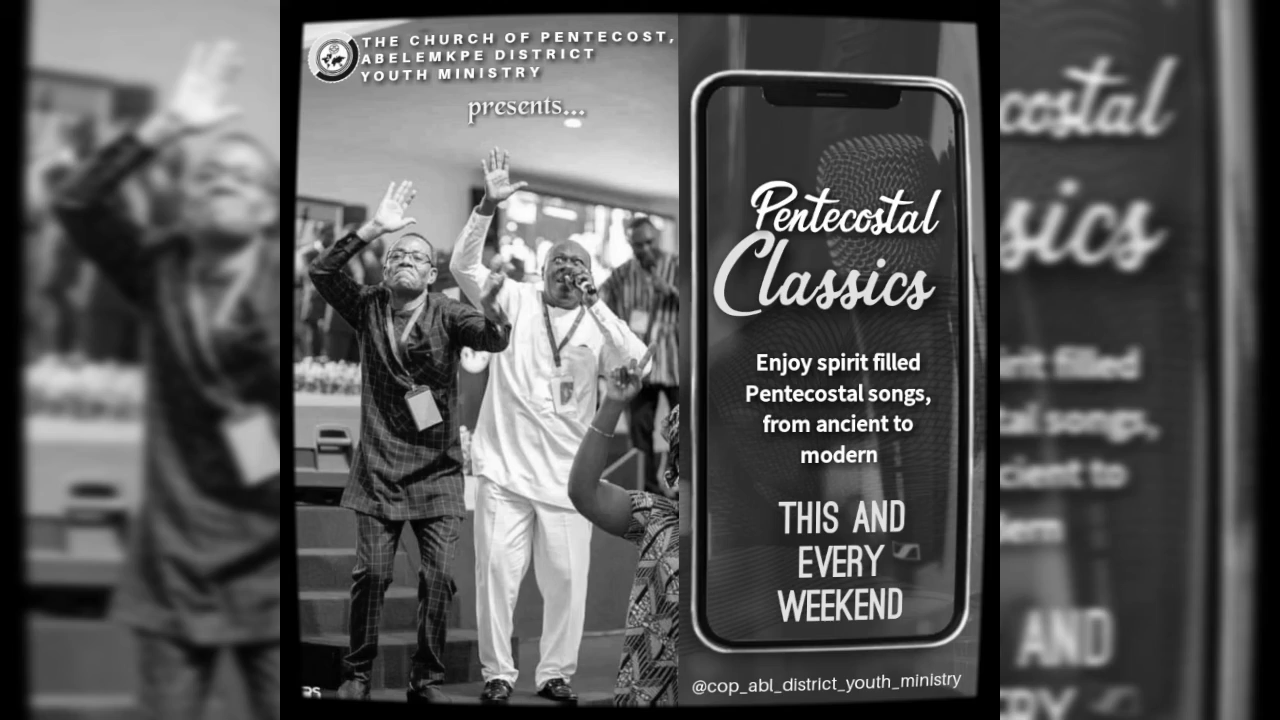 THE CHURCH OF PENTECOST,
ABELEMKPE DISTRICT
YOUTH MINISTRY
presents...
Pentecostal
Classics
Enjoy spirit filled
Pentecostal songs,
from ancient to
modern
THIS AND
EVERY
WEEKEND
@cop_abl_district_youth_ministry